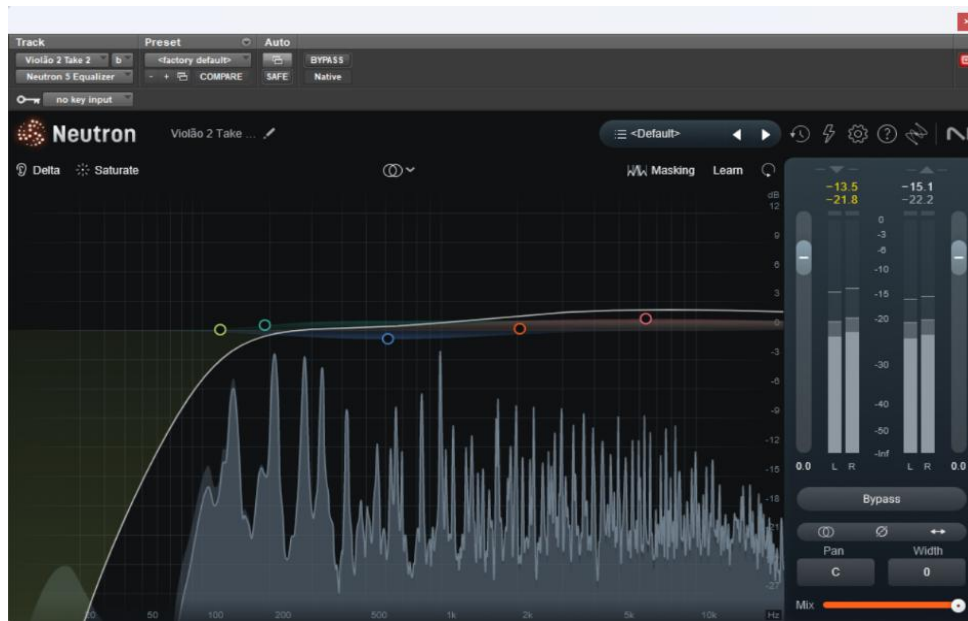 Track Preset Auto
Violão 2 Take 2 b <factory default> BYPASS
Neutron 5 Equalizer - + COMPARE SAFE Native
no key input
Neutron Violão 2 Take ... <Default>
Delta Saturate Masking Learn
dB
12
9
6
3
0
-3
-6
-9
-12
-15
-18
-21
-27
20 50 100 200 500 1k 2k 5k 10k Hz
-13.5 -15.1
-21.8 -22.2
0
-3
-6
-10
-15
-20
-30
-40
-50
-Inf
0.0 L R L R 0.0
Bypass
Pan Width
C 0
Mix